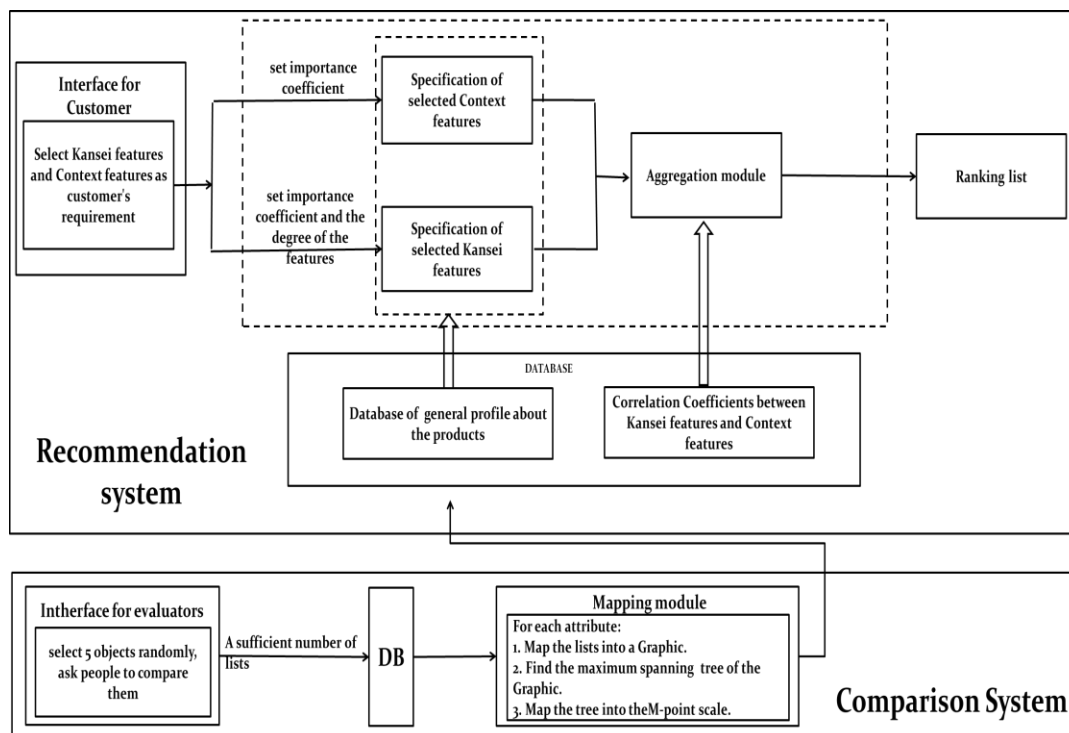 Interface for
Customer
Select Kansei features
and Context features as
customer's
requirement
set importance
coefficient
set importance
coefficient and the
degree of the
features
Specification of
selected Context
features
Specification of
selected Kansei
features
Aggregation module
Ranking list
DATABASE
Database of general profile about
the products
Correlation Coefficients between
Kansei features and Context
features
Recommendation
system
Intherface for evaluators
select 5 objects randomly,
ask people to compare
them
A sufficient number of
lists
DB
Mapping module
For each attribute:
1. Map the lists into a Graphic.
2. Find the maximum spanning tree of the
Graphic.
3. Map the tree into theM-point scale.
Comparison System